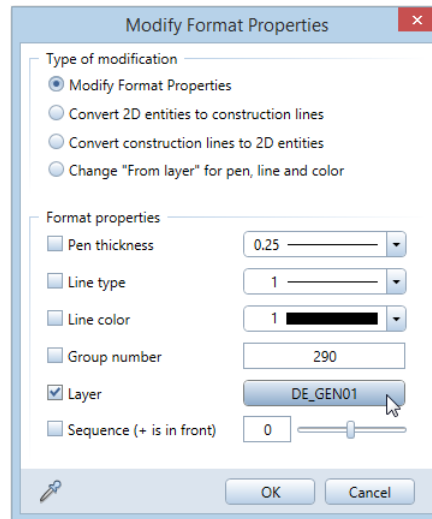 Modify Format Properties
Type of modification
Modify Format Properties
Convert 2D entities to construction lines
Convert construction lines to 2D entities
Change "From layer" for pen, line and color
Format properties
Pen thickness 0.25
Line type 1
Line color 1
Group number 290
Layer DE_GEN01
Sequence (+ is in front) 0
OK Cancel